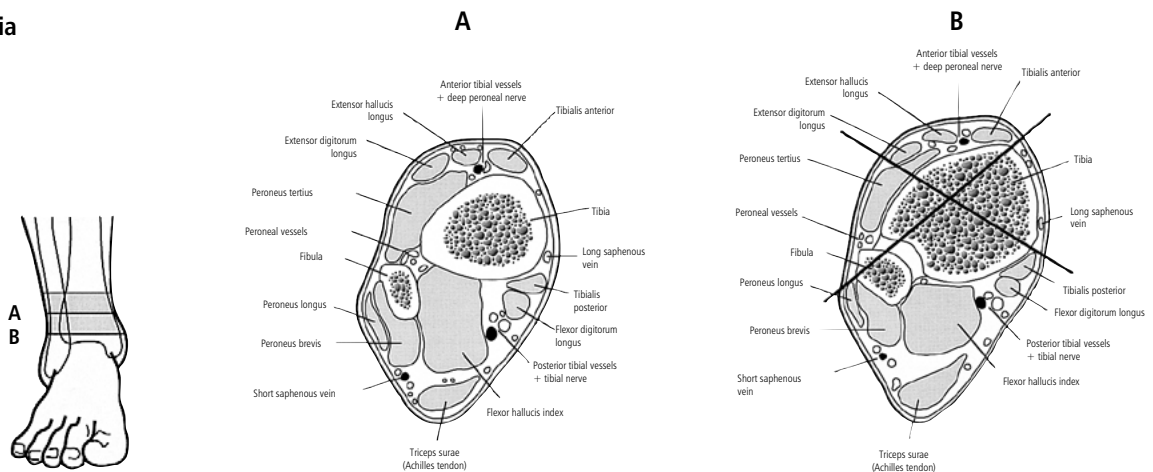 ia
A
B
A
Anterior tibial vessels
+ deep peroneal nerve
Extensor hallucis
longus
Tibialis anterior
Extensor digitorum
longus
Peroneus tertius
Peroneal vessels
Fibula
Peroneus longus
Peroneus brevis
Short saphenous vein
Triceps surae
(Achilles tendon)
Flexor hallucis index
Posterior tibial vessels
+ tibial nerve
Flexor digitorum
longus
Tibialis
posterior
Long saphenous
vein
Tibia
B
Anterior tibial vessels
+ deep peroneal nerve
Extensor hallucis
longus
Tibialis anterior
Extensor digitorum
longus
Peroneus tertius
Peroneal vessels
Fibula
Peroneus longus
Peroneus brevis
Short saphenous
vein
Triceps surae
(Achilles tendon)
Flexor hallucis index
Posterior tibial vessels
+ tibial nerve
Flexor digitorum longus
Tibialis posterior
Long saphenous
vein
Tibia